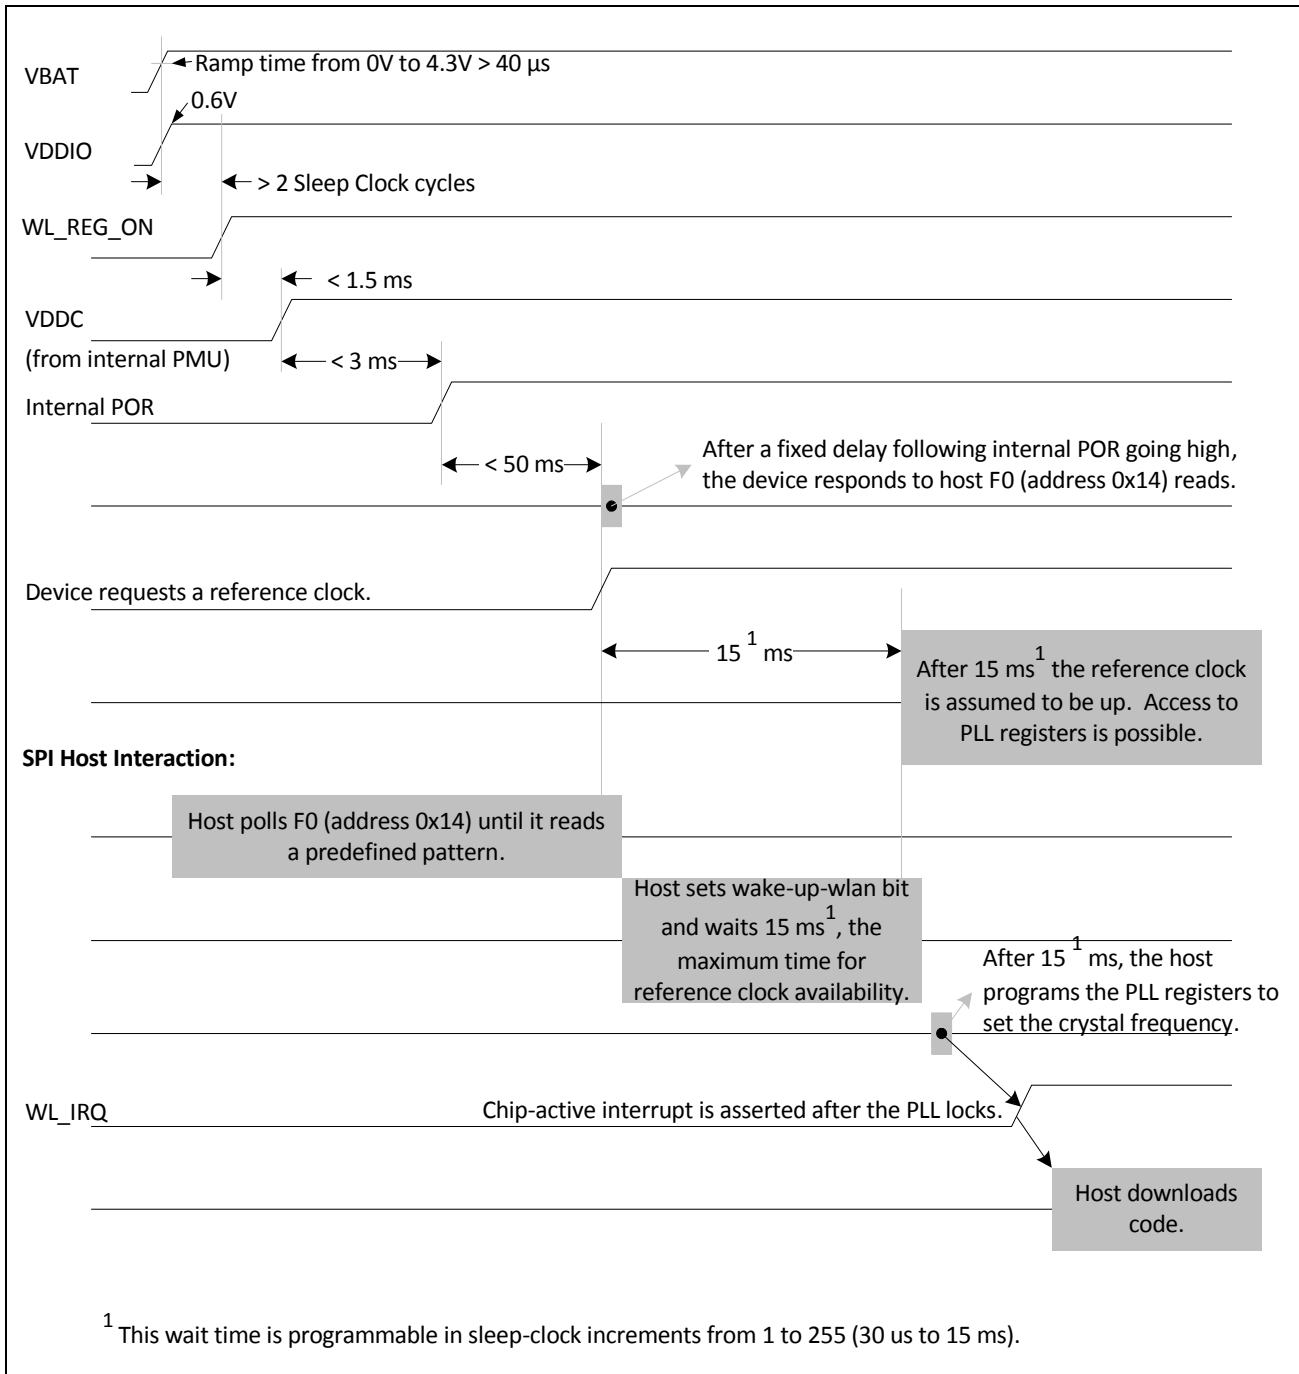 VBAT
Ramp time from 0V to 4.3V > 40 µs
0.6V
VDDIO
> 2 Sleep Clock cycles
WL_REG_ON
< 1.5 ms
VDDC
(from internal PMU)
< 3 ms
Internal POR
< 50 ms
After a fixed delay following internal POR going high,
the device responds to host F0 (address 0x14) reads.
Device requests a reference clock.
15 1 ms
After 15 ms1 the reference clock
is assumed to be up. Access to
PLL registers is possible.
SPI Host Interaction:
Host polls F0 (address 0x14) until it reads
a predefined pattern.
Host sets wake-up-wlan bit
and waits 15 ms1, the
maximum time for
reference clock availability.
After 15 1 ms, the host
programs the PLL registers to
set the crystal frequency.
WL_IRQ
Chip-active interrupt is asserted after the PLL locks.
Host downloads
code.
1 This wait time is programmable in sleep-clock increments from 1 to 255 (30 us to 15 ms).